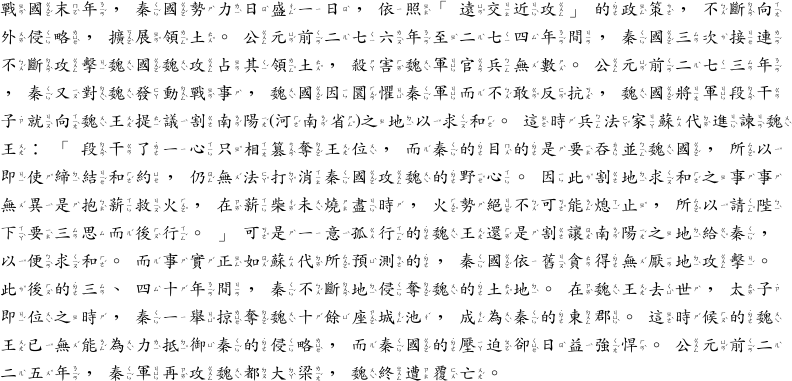 戰國末年，秦國勢力日盛一日，依照「遠交近攻」的政策，不斷向
外侵略，擴展領土。公元前二七六年至二七四年間，秦國三次接連
不斷攻擊魏國魏攻占其領土，殺害魏軍官兵無數。公元前二七三年
，秦又對魏發動戰事，魏國因圜懼秦軍而不敢反抗，魏國將軍段干
子就向魏王提議割南陽(河南省)之地以求和。這時兵法家蘇代進諫魏
王：「段干了一心只相篡奪王位，而秦的目的是要吞並魏國，所以
即使締結和約，仍無法打消秦國攻魏的野心。因此割地求和之事事
無異是抱薪救火，在薪柴未燒盡時，火勢絕不可能熄止，所以請陛
下要三思而後行。」可是一意孤行的魏王還是割讓南陽之地給秦，
以便求和。而事實正如蘇代所預測的，秦國依舊貪得無厭地攻擊。
此後的三、四十年間，秦不斷地侵奪魏的土地。在魏王去世，太子
即位之時，秦一舉掠奪魏十餘座城池，成為秦的東郡。這時候的魏
王已無能為力抵御秦的侵略，而秦國的壓迫卻日益強悍。公元前二
二五年，秦軍再攻魏都大梁，魏終遭覆亡。